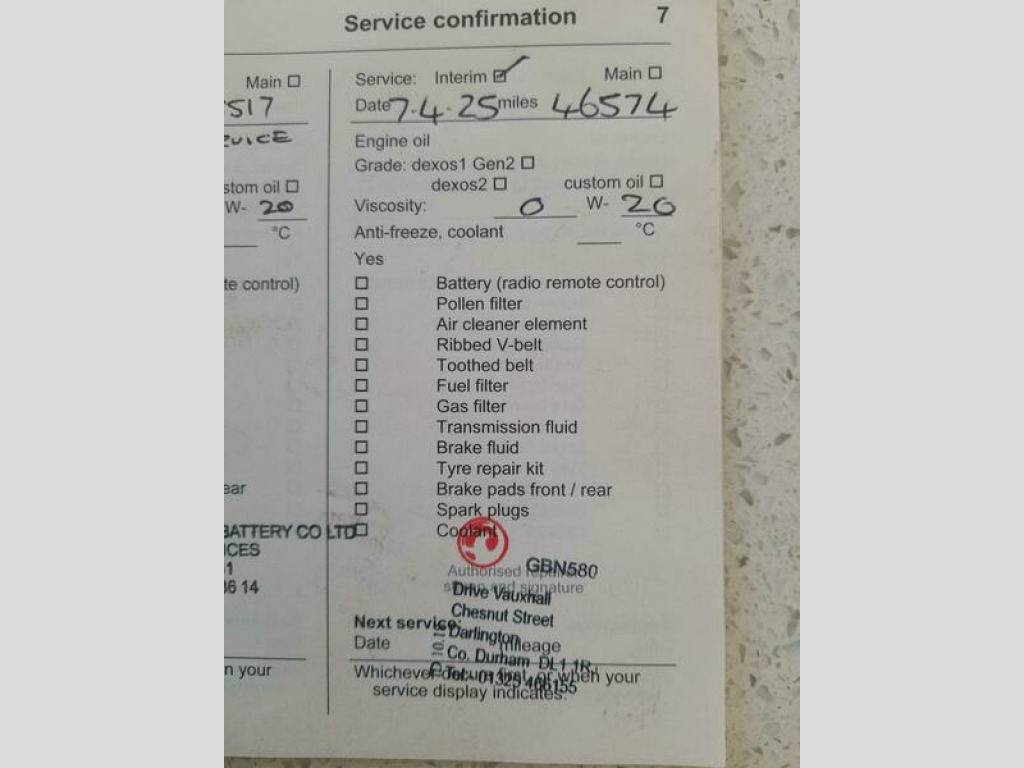 Service confirmation 7
Main ☐
517
RVICE
stom oil ☐
W- 20
°C
te control)
ear
BATTERY CO LTD
ICES
1
36 14
n your
Service: Interim ☑ Main ☐
Date 7.4.25 miles 46574
Engine oil
Grade: dexos1 Gen2 ☐
dexos2 ☐ custom oil ☐
Viscosity: 0 W- 20
Anti-freeze, coolant °C
Yes
☐ Battery (radio remote control)
☐ Pollen filter
☐ Air cleaner element
☐ Ribbed V-belt
☐ Toothed belt
☐ Fuel filter
☐ Gas filter
☐ Transmission fluid
☐ Brake fluid
☐ Tyre repair kit
☐ Brake pads front / rear
☐ Spark plugs
☐ Coolant
Authorised
GBN580
and signature
Drive Vauxhall
Chesnut Street
Next service:
Darlington
Date mileage
Co. Durham DL1 1R
Tel: 01325 466155
Whichever or when your
service display indicates.